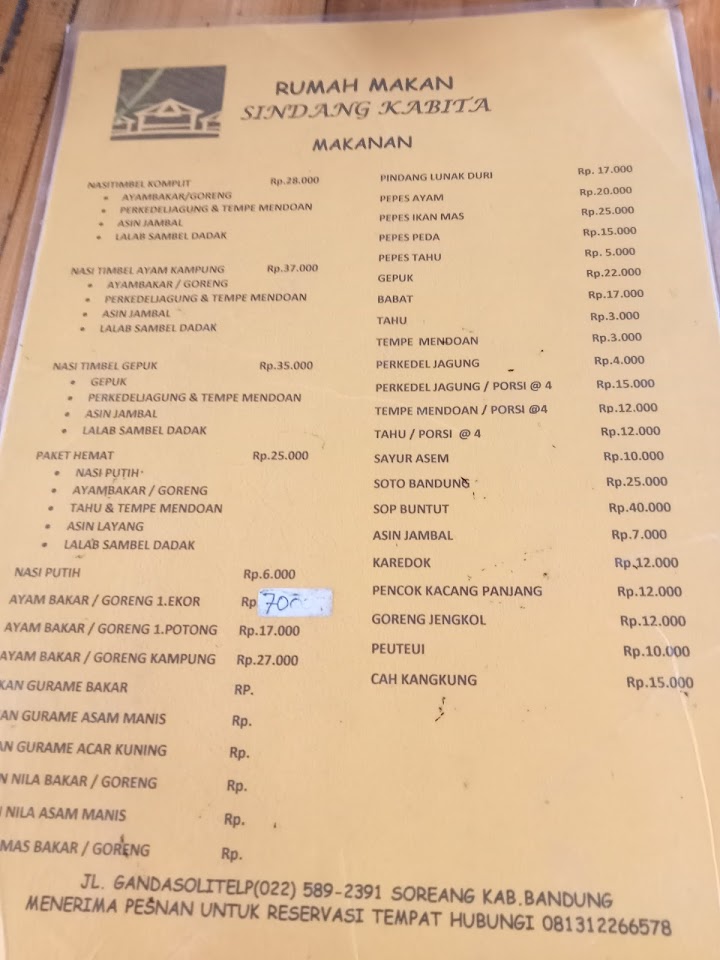 RUMAH MAKAN
SINDANG KABITA
MAKANAN
NASITIMBEL KOMPLIT Rp.28.000
• AYAMBAKAR/GORENG
• PERKEDELJAGUNG & TEMPE MENDOAN
• ASIN JAMBAL
• LALAB SAMBEL DADAK
NASI TIMBEL AYAM KAMPUNG Rp.37.000
• AYAMBAKAR / GORENG
• PERKEDELJAGUNG & TEMPE MENDOAN
• ASIN JAMBAL
• LALAB SAMBEL DADAK
NASI TIMBEL GEPUK Rp.35.000
• GEPUK
• PERKEDELJAGUNG & TEMPE MENDOAN
• ASIN JAMBAL
• LALAB SAMBEL DADAK
PAKET HEMAT Rp.25.000
• NASI PUTIH
• AYAMBAKAR / GORENG
• TAHU & TEMPE MENDOAN
• ASIN LAYANG
• LALAB SAMBEL DADAK
NASI PUTIH Rp.6.000
AYAM BAKAR / GORENG 1.EKOR Rp
AYAM BAKAR / GORENG 1.POTONG Rp.17.000
AYAM BAKAR / GORENG KAMPUNG Rp.27.000
GURAME BAKAR RP.
GURAME ASAM MANIS Rp.
GURAME ACAR KUNING Rp.
NILA BAKAR / GORENG Rp.
NILA ASAM MANIS Rp.
MAS BAKAR / GORENG Rp.
PINDANG LUNAK DURI Rp. 17.000
PEPES AYAM Rp.20.000
PEPES IKAN MAS Rp.25.000
PEPES PEDA Rp.15.000
PEPES TAHU Rp. 5.000
GEPUK Rp.22.000
BABAT Rp.17.000
TAHU Rp.3.000
TEMPE MENDOAN Rp.3.000
PERKEDEL JAGUNG Rp.4.000
PERKEDEL JAGUNG / PORSI @ 4 Rp.15.000
TEMPE MENDOAN / PORSI @4 Rp.12.000
TAHU / PORSI @ 4 Rp.12.000
SAYUR ASEM Rp.10.000
SOTO BANDUNG Rp.25.000
SOP BUNTUT Rp.40.000
ASIN JAMBAL Rp.7.000
KAREDOK Rp.12.000
PENCOK KACANG PANJANG Rp.12.000
GORENG JENGKOL Rp.12.000
PEUTEUI Rp.10.000
CAH KANGKUNG Rp.15.000
JL. GANDASOLITELP(022) 589-2391 SOREANG KAB.BANDUNG
MENERIMA PESNAN UNTUK RESERVASI TEMPAT HUBUNGI 081312266578